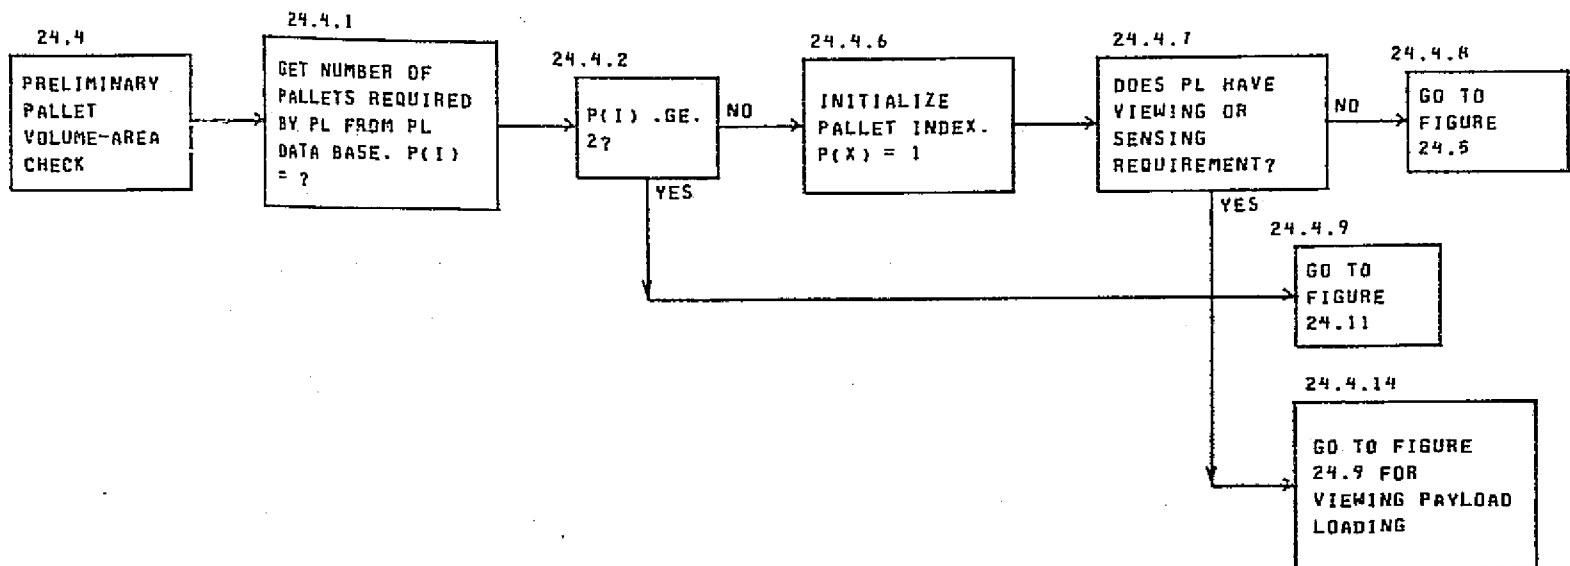 24.4
PRELIMINARY
PALLET
VOLUME-AREA
CHECK
24.4.1
GET NUMBER OF
PALLETS REQUIRED
BY PL FROM PL
DATA BASE. P(I)
= ?
24.4.2
P(I) .GE.
2?
NO
YES
24.4.6
INITIALIZE
PALLET INDEX.
P(X) = 1
24.4.7
DOES PL HAVE
VIEWING OR
SENSING
REQUIREMENT?
NO
YES
24.4.8
GO TO
FIGURE
24.5
24.4.9
GO TO
FIGURE
24.11
24.4.14
GO TO FIGURE
24.9 FOR
VIEWING PAYLOAD
LOADING